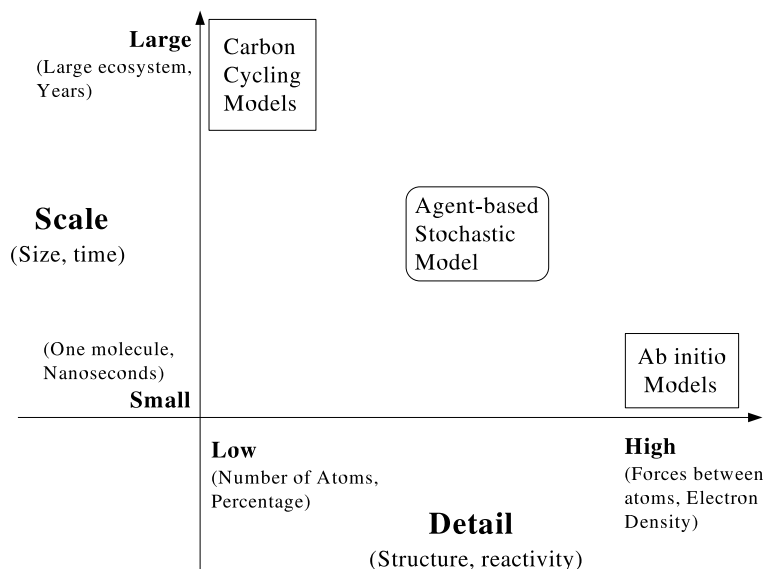 Large
(Large ecosystem,
Years)
Carbon
Cycling
Models
Scale
(Size, time)
Agent-based
Stochastic
Model
(One molecule,
Nanoseconds)
Small
Ab initio
Models
Low
(Number of Atoms,
Percentage)
High
(Forces between
atoms, Electron
Density)
Detail
(Structure, reactivity)